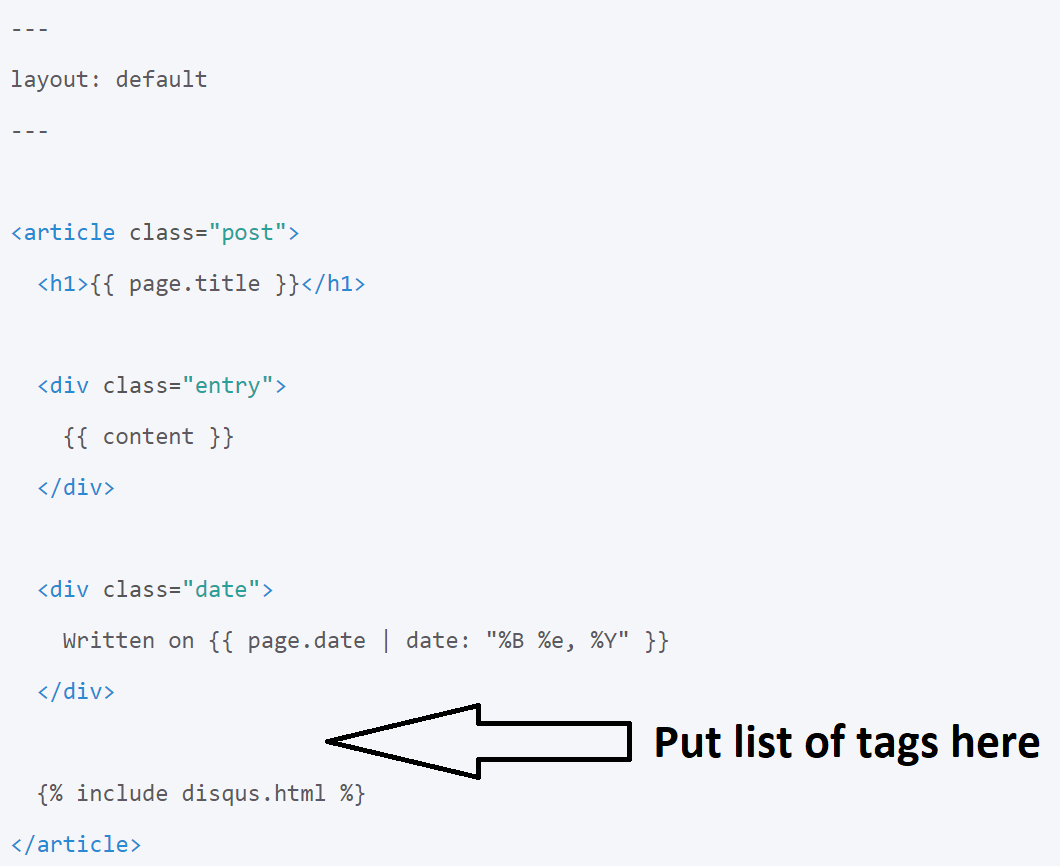 ---
layout: default
---
<article class="post">
<h1>{{ page.title }}</h1>
<div class="entry">
{{ content }}
</div>
<div class="date">
Written on {{ page.date | date: "%B %e, %Y" }}
</div>
Put list of tags here
{% include disqus.html %}
</article>